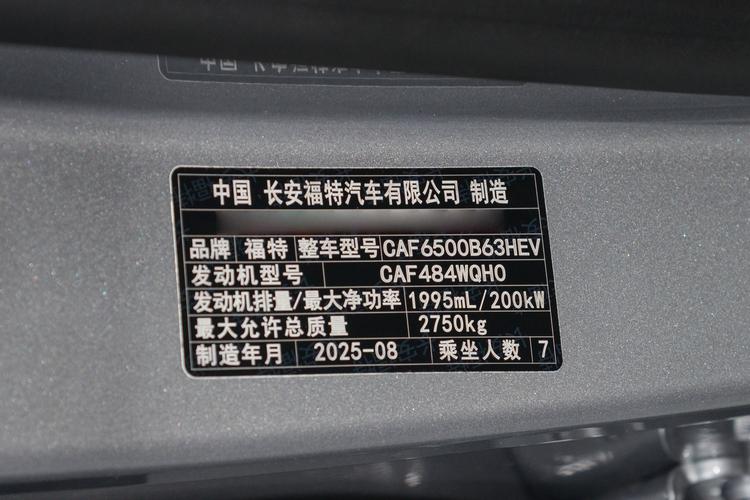 中国 长安福特汽车有限公司 制造
品牌 福特 整车型号 CAF6500B63HEV
发动机型号 CAF484WQH0
发动机排量/最大净功率 1995mL/200kW
最大允许总质量 2750kg
制造年月 2025-08 乘坐人数 7